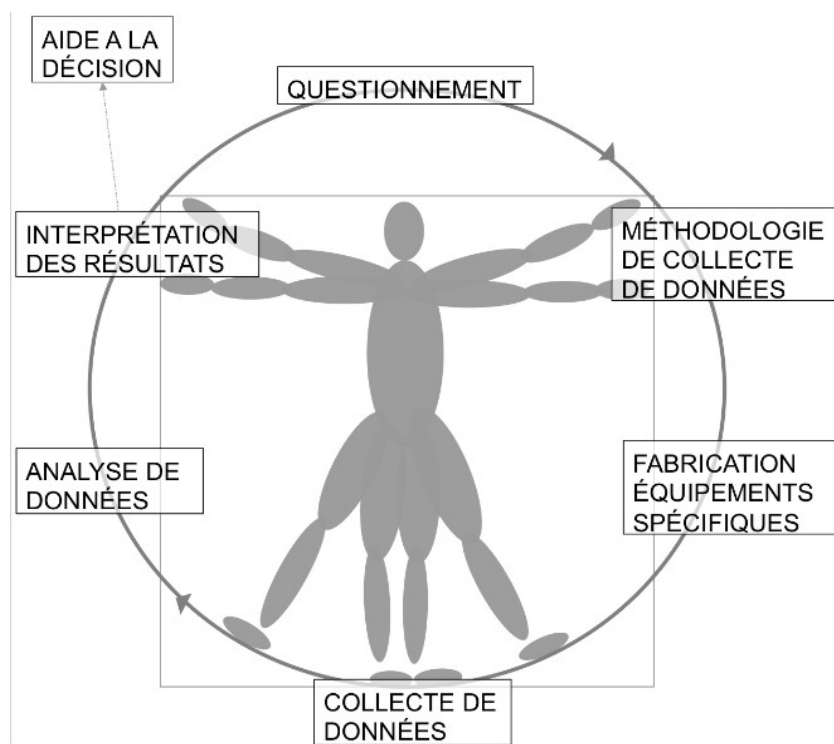 AIDE A LA
DÉCISION
QUESTIONNEMENT
INTERPRÉTATION
DES RÉSULTATS
MÉTHODOLOGIE
DE COLLECTE
DE DONNÉES
ANALYSE DE
DONNÉES
FABRICATION
ÉQUIPEMENTS
SPÉCIFIQUES
COLLECTE DE
DONNÉES